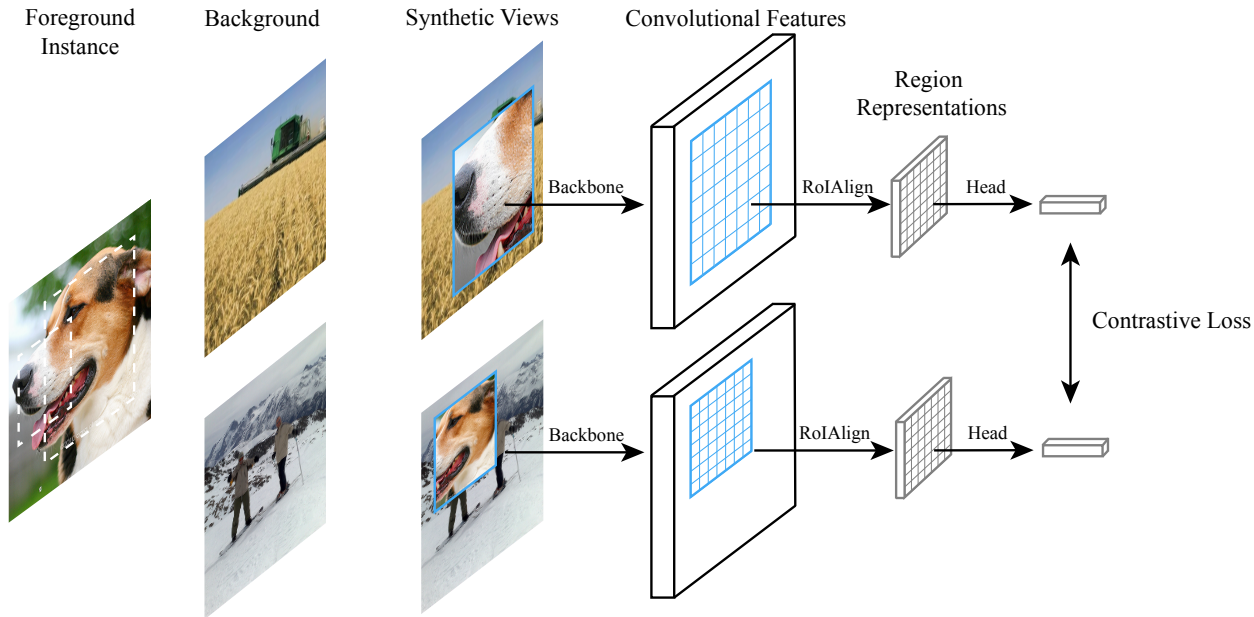 Foreground
Instance
Background
Synthetic Views
Convolutional Features
Region
Representations
Backbone
RoIAlign
Head
Contrastive Loss
Backbone
RoIAlign
Head